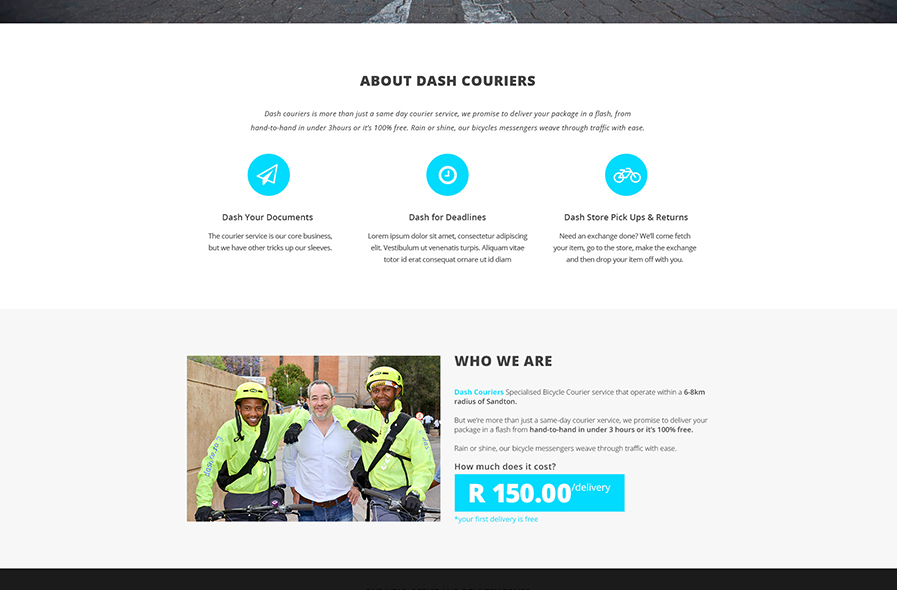 ABOUT DASH COURIERS
Dash couriers is more than just a same day courier service, we promise to deliver your package in a flash, from
hand-to-hand in under 3hours or it's 100% free. Rain or shine, our bicycles messengers weave through traffic with ease.
Dash Your Documents
The courier service is our core business,
but we have other tricks up our sleeves.
Dash for Deadlines
Lorem ipsum dolor sit amet, consectetur adipiscing
elit. Vestibulum ut venenatis turpis. Aliquam vitae
totor id erat consequat ornare ut id diam
Dash Store Pick Ups & Returns
Need an exchange done? We'll come fetch
your item, go to the store, make the exchange
and then drop your item off with you.
WHO WE ARE
Dash Couriers Specialised Bicycle Courier service that operate within a 6-8km
radius of Sandton.
But we're more than just a same-day courier xervice, we promise to deliver your
package in a flash from hand-to-hand in under 3 hours or it's 100% free.
Rain or shine, our bicycle messengers weave through traffic with ease.
How much does it cost?
R 150.00/delivery
*your first delivery is free